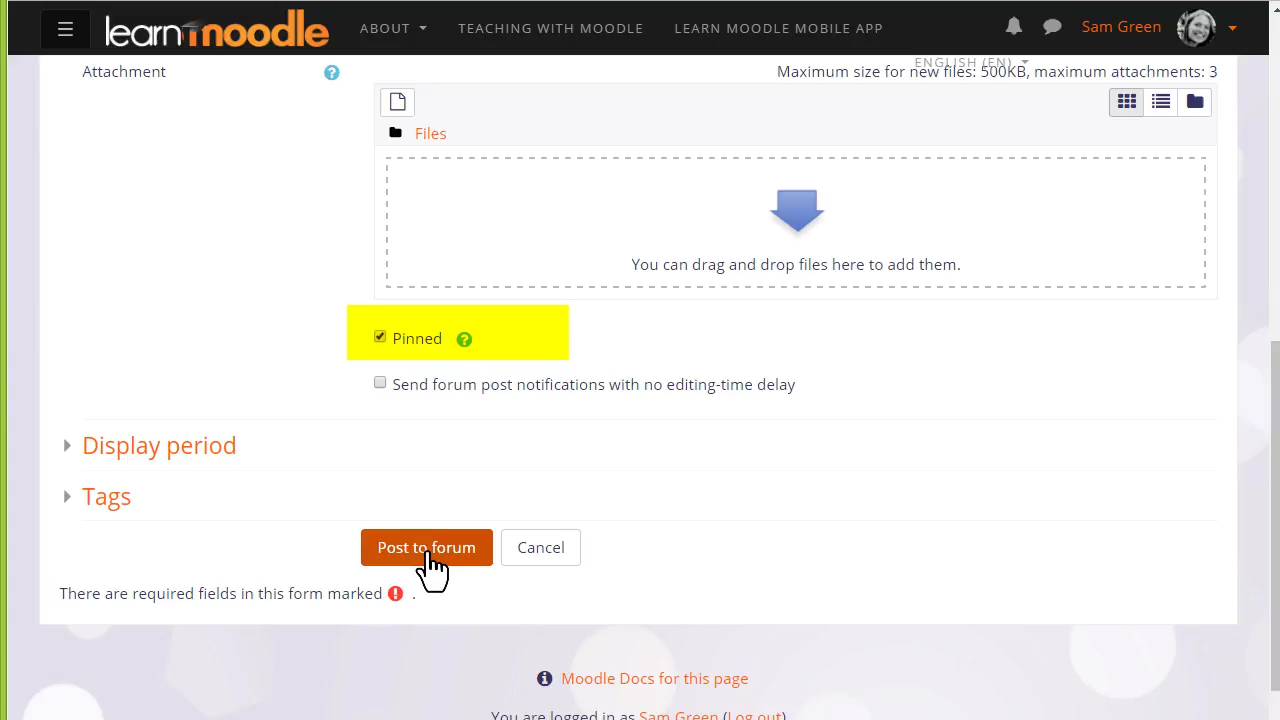 learn moodle
ABOUT
TEACHING WITH MOODLE
LEARN MOODLE MOBILE APP
Sam Green
ENGLISH (EN)
Attachment
Maximum size for new files: 500KB, maximum attachments: 3
Files
You can drag and drop files here to add them.
Pinned
Send forum post notifications with no editing-time delay
Display period
Tags
Post to forum
Cancel
There are required fields in this form marked .
Moodle Docs for this page
You are logged in as Sam Green (Log out)